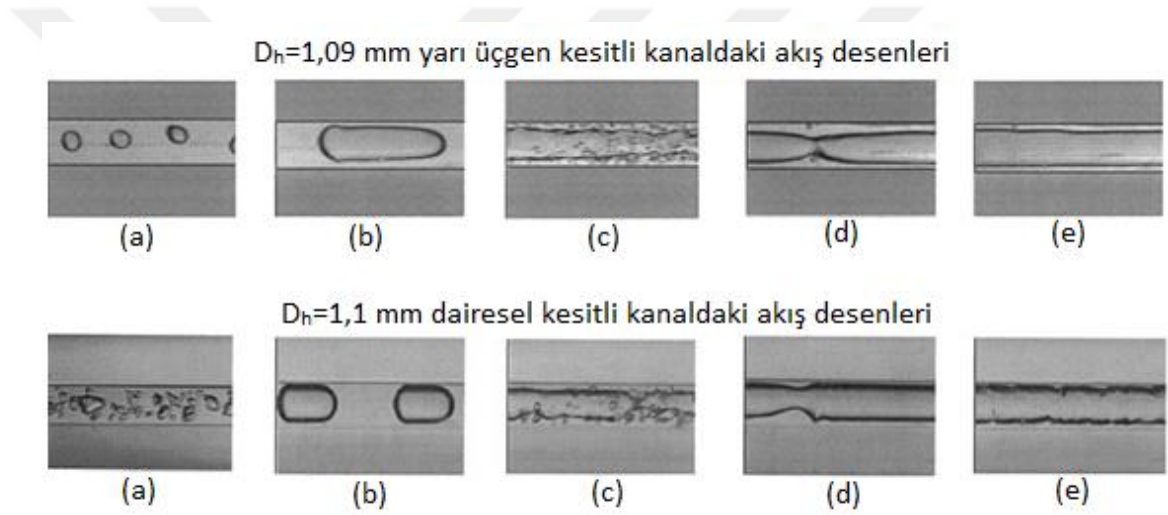 Dₕ=1,09 mm yarı üçgen kesitli kanaldaki akış desenleri
(a) (b) (c) (d) (e)
Dₕ=1,1 mm dairesel kesitli kanaldaki akış desenleri
(a) (b) (c) (d) (e)